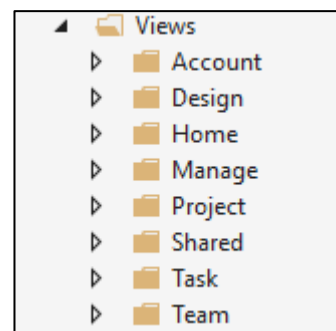 Views
Account
Design
Home
Manage
Project
Shared
Task
Team